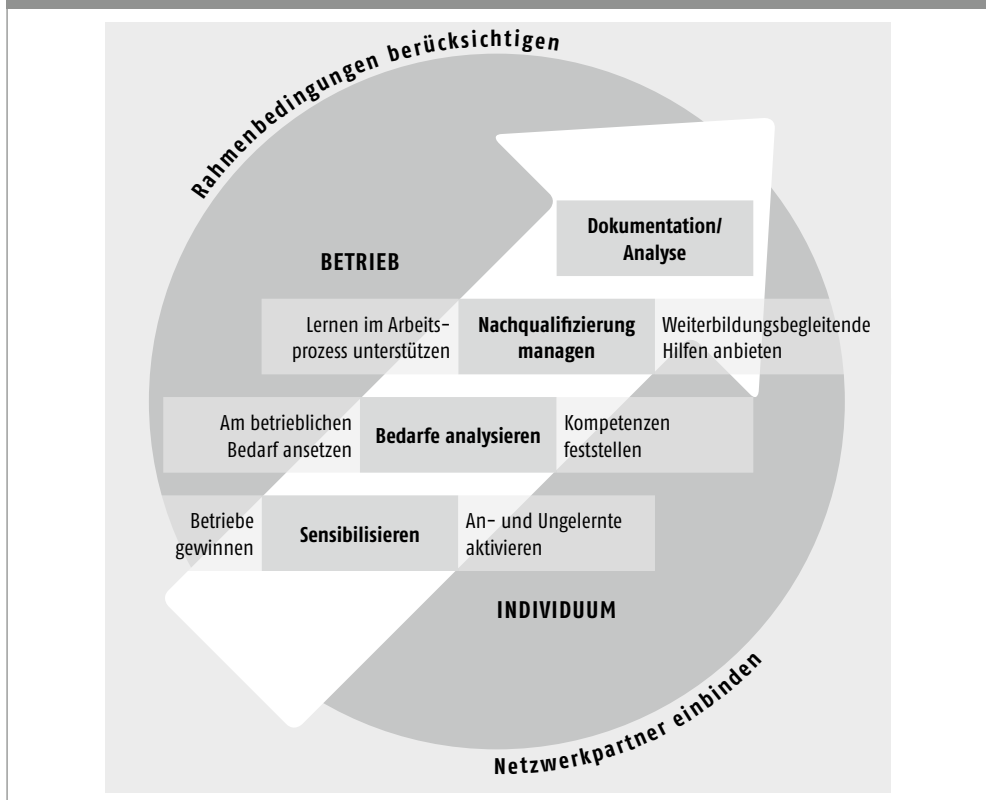 Rahmenbedingungen berücksichtigen
Dokumentation/
Analyse
BETRIEB
Lernen im Arbeits-
prozess unterstützen
Nachqualifizierung
managen
Weiterbildungsbegleitende
Hilfen anbieten
Am betrieblichen
Bedarf ansetzen
Bedarfe analysieren
Kompetenzen
feststellen
Betriebe
gewinnen
Sensibilisieren
An- und Ungelernte
aktivieren
INDIVIDUUM
Netzwerkpartner einbinden